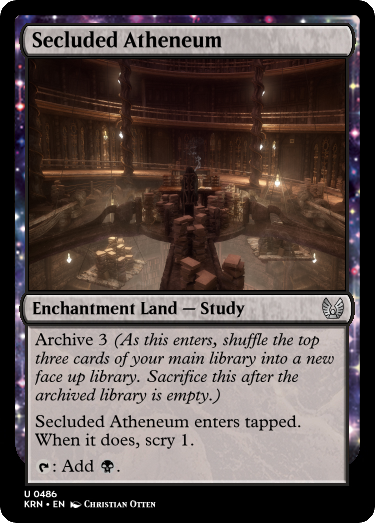 Secluded Atheneum
Enchantment Land — Study
Archive 3 (As this enters, shuffle the top
three cards of your main library into a new
face up library. Sacrifice this after the
archived library is empty.)
Secluded Atheneum enters tapped.
When it does, scry 1.
: Add .
U 0486
KRN • EN Christian Otten